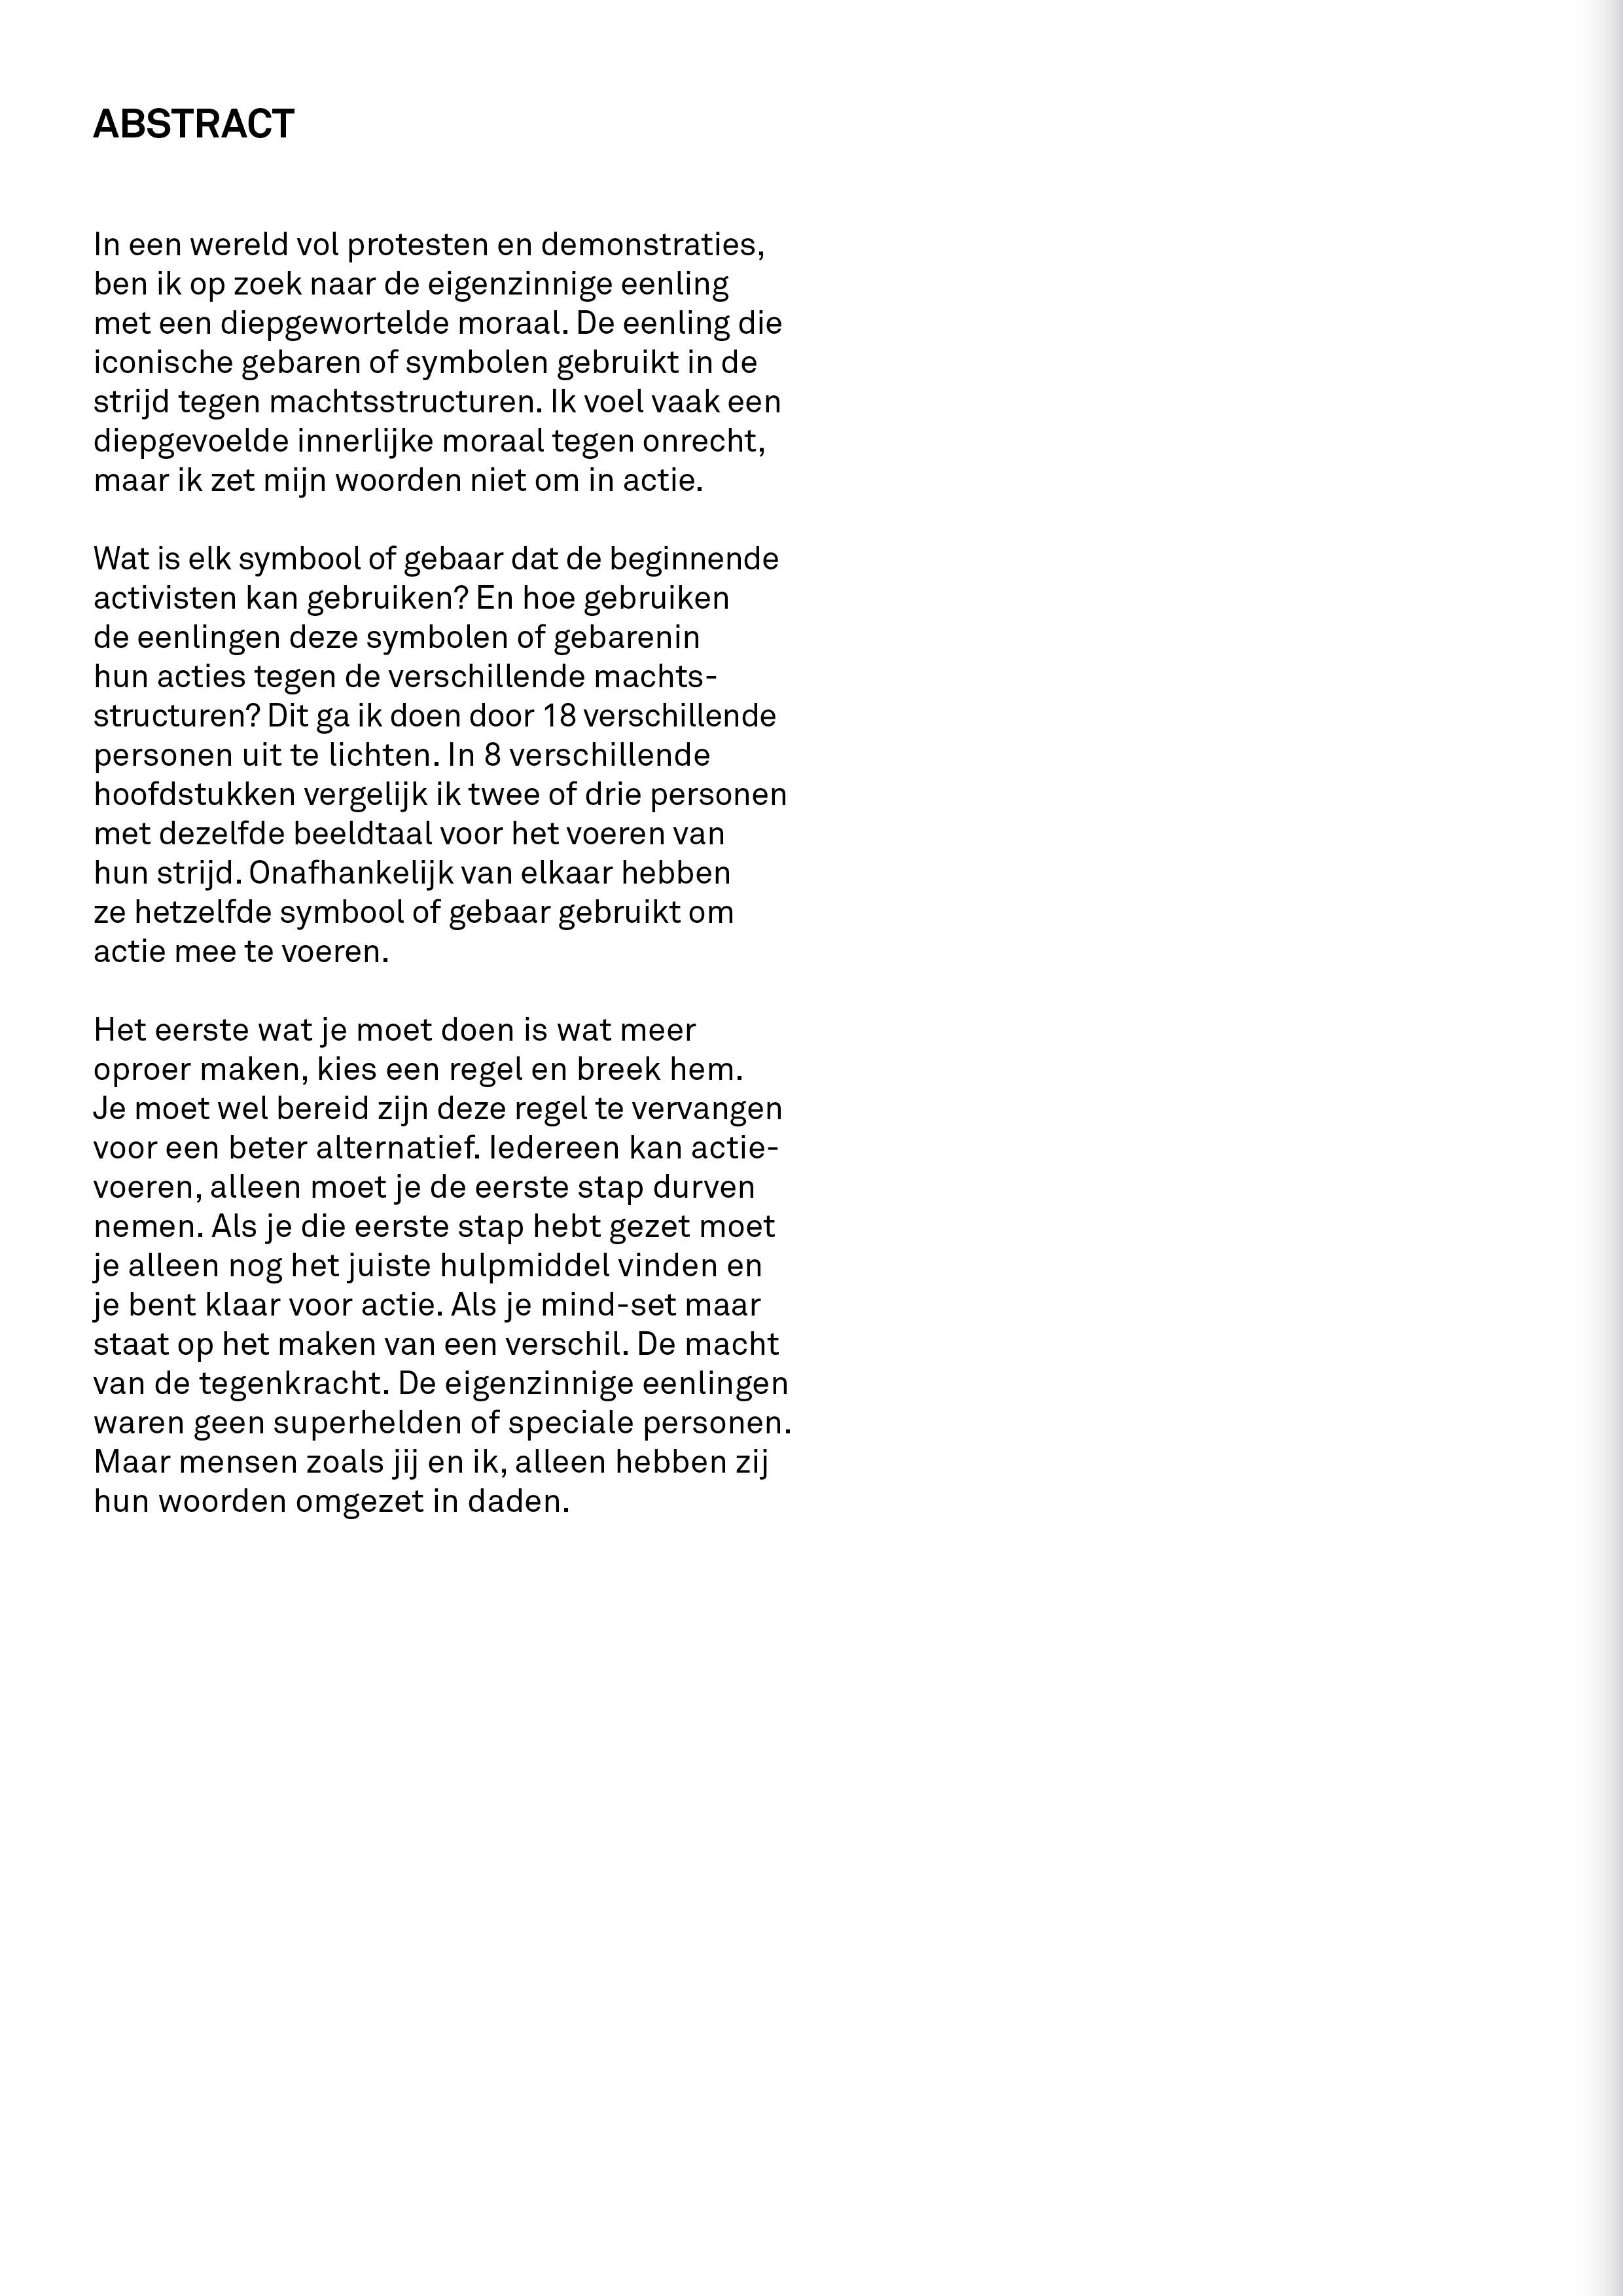 ABSTRACT
In een wereld vol protesten en demonstraties,
ben ik op zoek naar de eigenzinnige eenling
met een diepgewortelde moraal. De eenling die
iconische gebaren of symbolen gebruikt in de
strijd tegen machtsstructuren. Ik voel vaak een
diepgevoelde innerlijke moraal tegen onrecht,
maar ik zet mijn woorden niet om in actie.
Wat is elk symbool of gebaar dat de beginnende
activisten kan gebruiken? En hoe gebruiken
de eenlingen deze symbolen of gebarenin
hun acties tegen de verschillende machts-
structuren? Dit ga ik doen door 18 verschillende
personen uit te lichten. In 8 verschillende
hoofdstukken vergelijk ik twee of drie personen
met dezelfde beeldtaal voor het voeren van
hun strijd. Onafhankelijk van elkaar hebben
ze hetzelfde symbool of gebaar gebruikt om
actie mee te voeren.
Het eerste wat je moet doen is wat meer
oproer maken, kies een regel en breek hem.
Je moet wel bereid zijn deze regel te vervangen
voor een beter alternatief. Iedereen kan actie-
voeren, alleen moet je de eerste stap durven
nemen. Als je die eerste stap hebt gezet moet
je alleen nog het juiste hulpmiddel vinden en
je bent klaar voor actie. Als je mind-set maar
staat op het maken van een verschil. De macht
van de tegenkracht. De eigenzinnige eenlingen
waren geen superhelden of speciale personen.
Maar mensen zoals jij en ik, alleen hebben zij
hun woorden omgezet in daden.